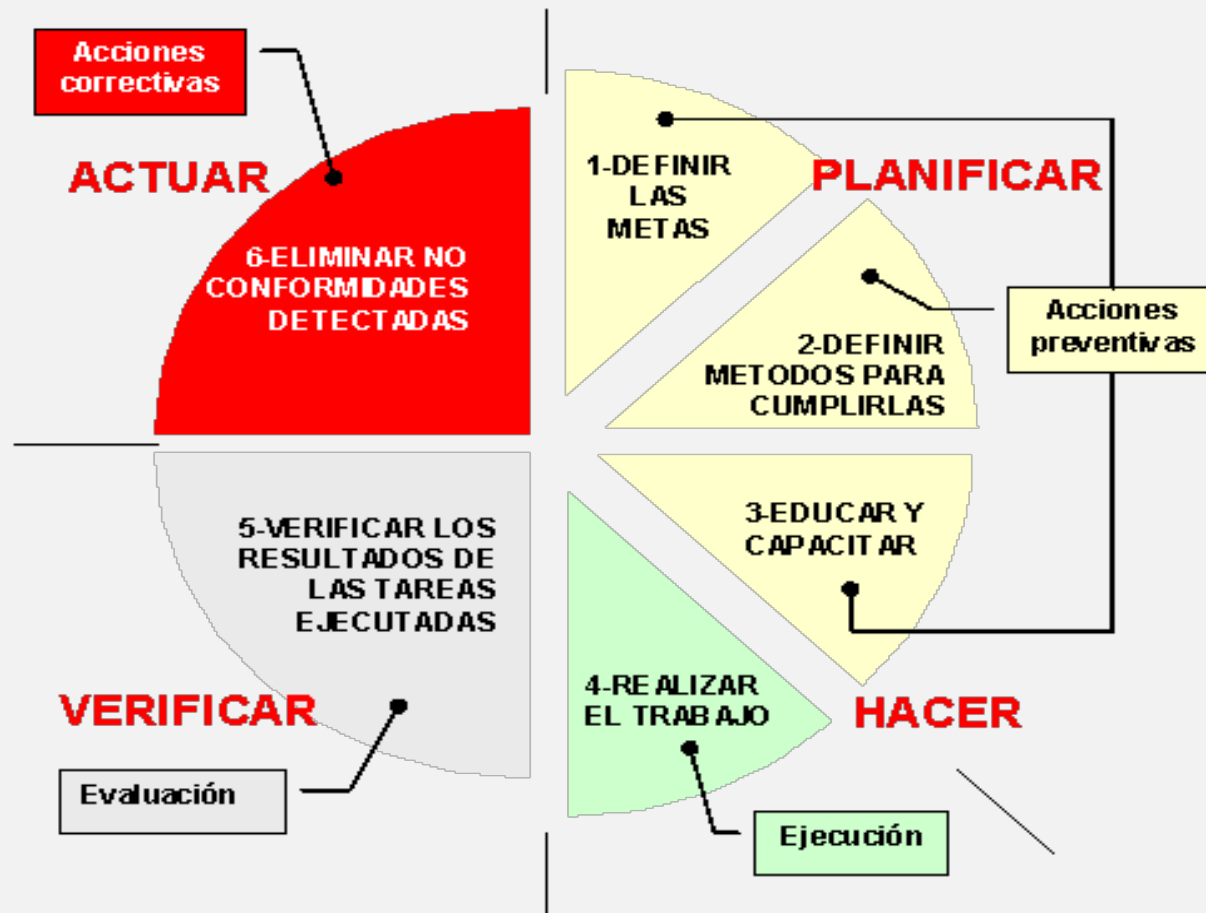 Acciones
correctivas
ACTUAR
6-ELIMINAR NO
CONFORMIDADES
DETECTADAS
1-DEFINIR
LAS
METAS
PLANIFICAR
2-DEFINIR
METODOS PARA
CUMPLIRLAS
Acciones
preventivas
3-EDUCAR Y
CAPACITAR
HACER
4-REALIZAR
EL TRABAJO
Ejecución
5-VERIFICAR LOS
RESULTADOS DE
LAS TAREAS
EJECUTADAS
VERIFICAR
Evaluación